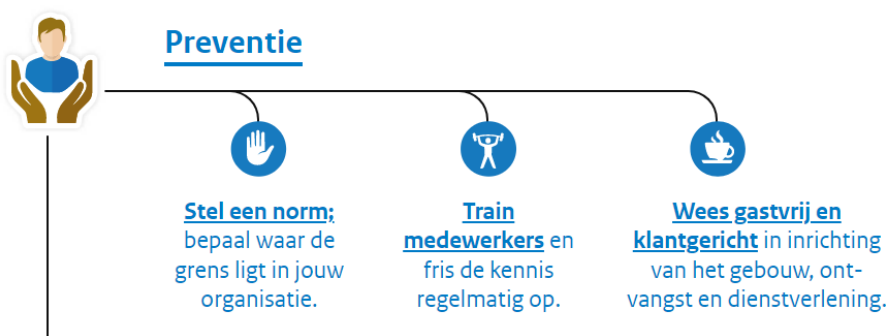 Preventie
Stel een norm;
bepaal waar de
grens ligt in jouw
organisatie.
Train
medewerkers en
fris de kennis
regelmatig op.
Wees gastvrij en
klantgericht in inrichting
van het gebouw, ont-
vangst en dienstverlening.